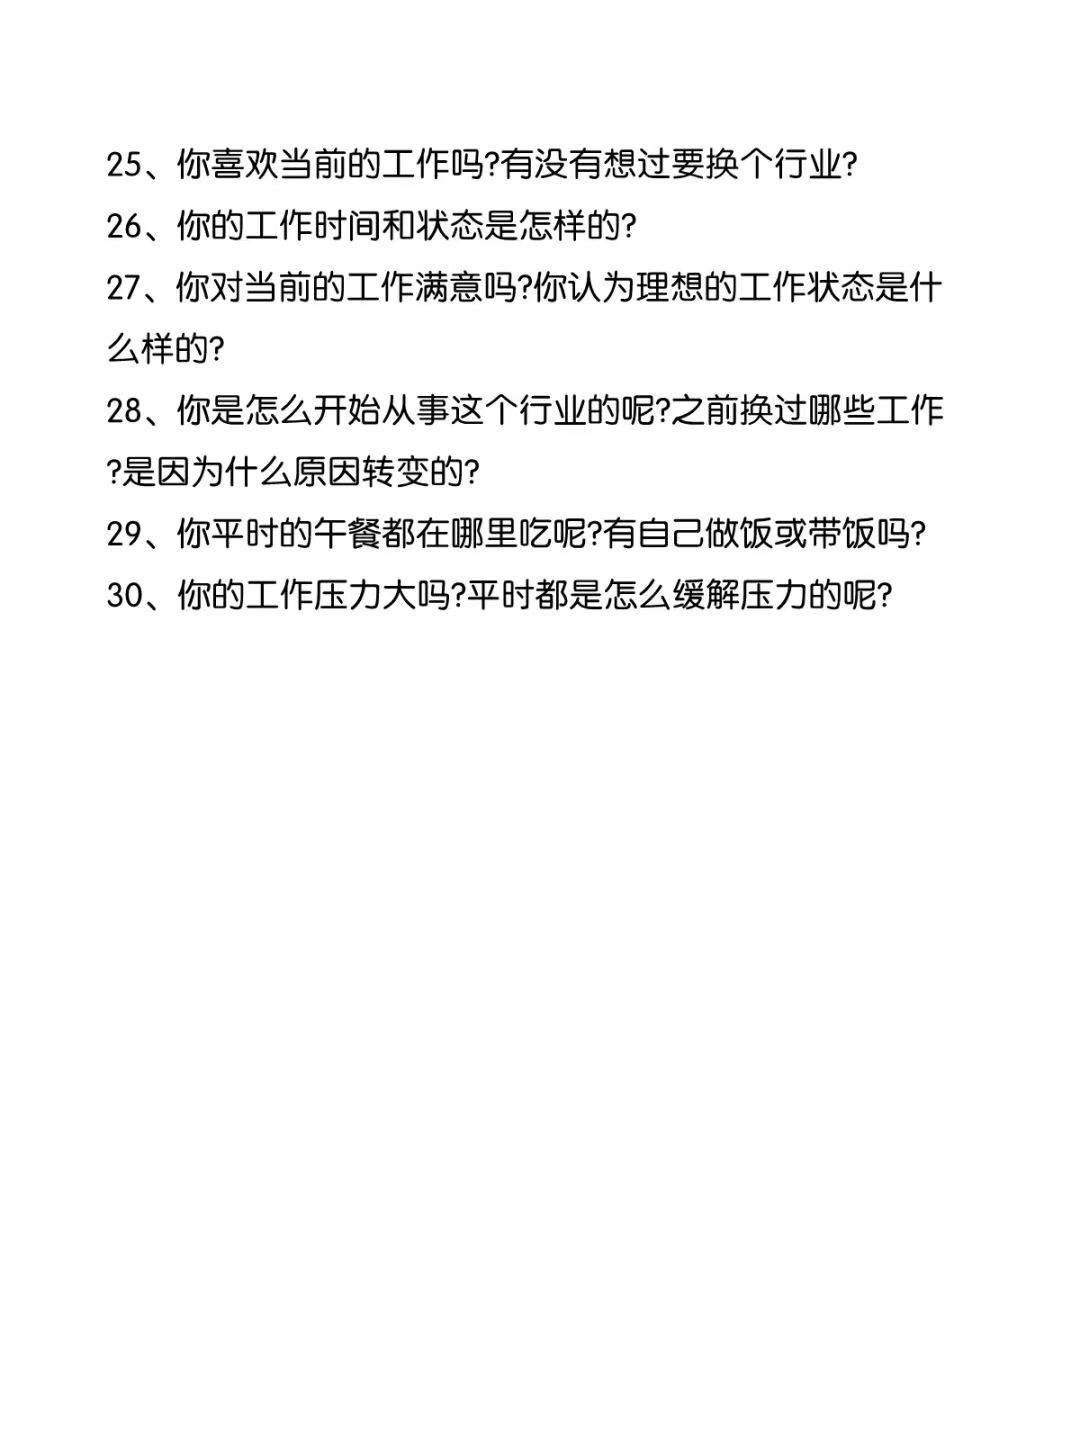 25、你喜欢当前的工作吗?有没有想过要换个行业?
26、你的工作时间和状态是怎样的?
27、你对当前的工作满意吗?你认为理想的工作状态是什
么样的?
28、你是怎么开始从事这个行业的呢?之前换过哪些工作
?是因为什么原因转变的?
29、你平时的午餐都在哪里吃呢?有自己做饭或带饭吗?
30、你的工作压力大吗?平时都是怎么缓解压力的呢?